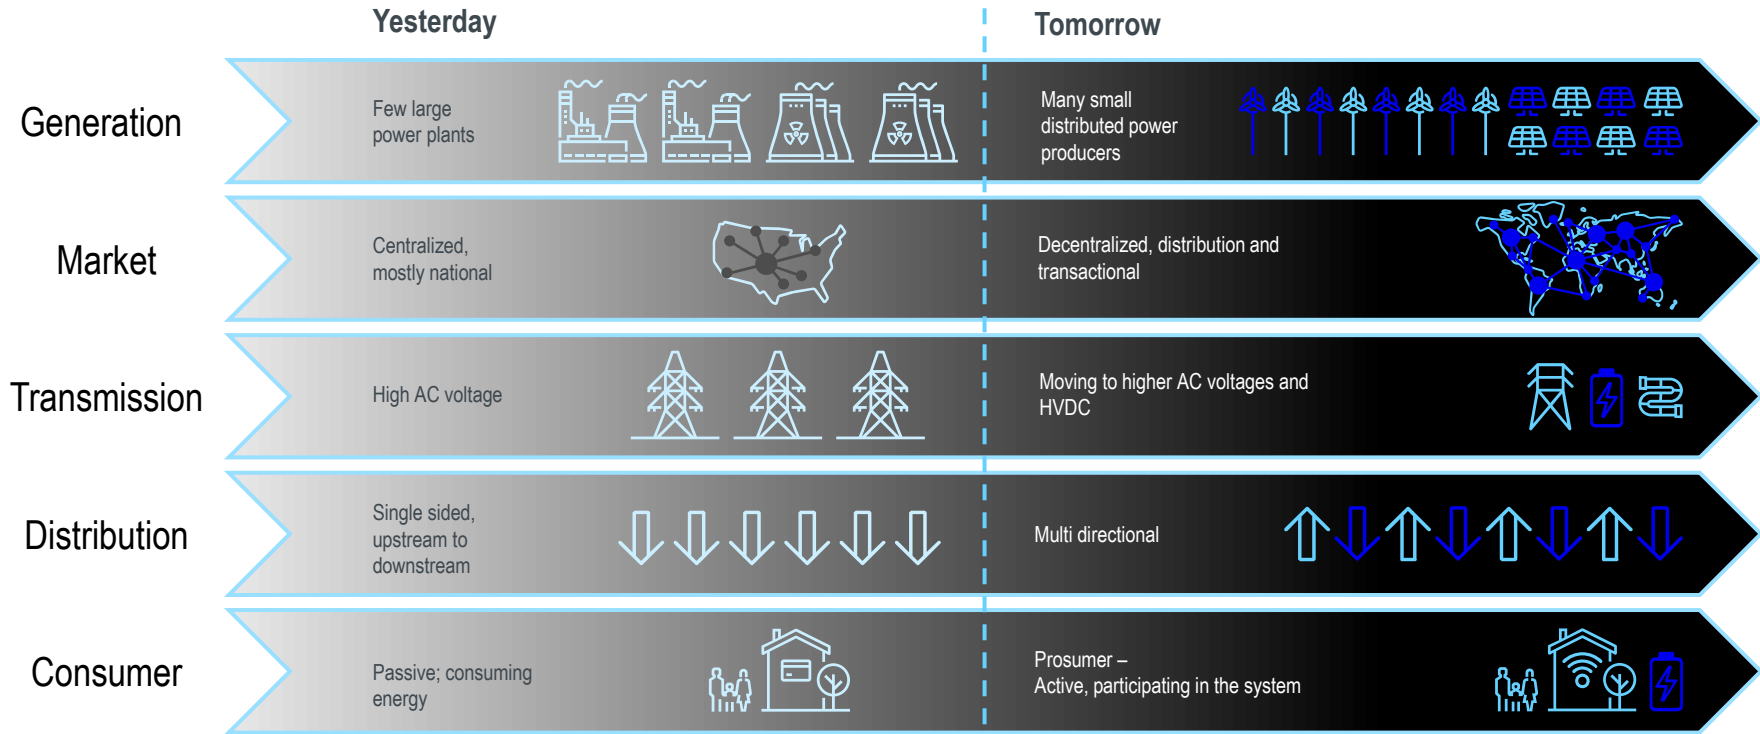 Yesterday
Tomorrow
Generation
Few large
power plants
Many small
distributed power
producers
Market
Centralized,
mostly national
Decentralized, distribution and
transactional
Transmission
High AC voltage
Moving to higher AC voltages and
HVDC
Distribution
Single sided,
upstream to
downstream
Multi directional
Consumer
Passive; consuming
energy
Prosumer –
Active, participating in the system